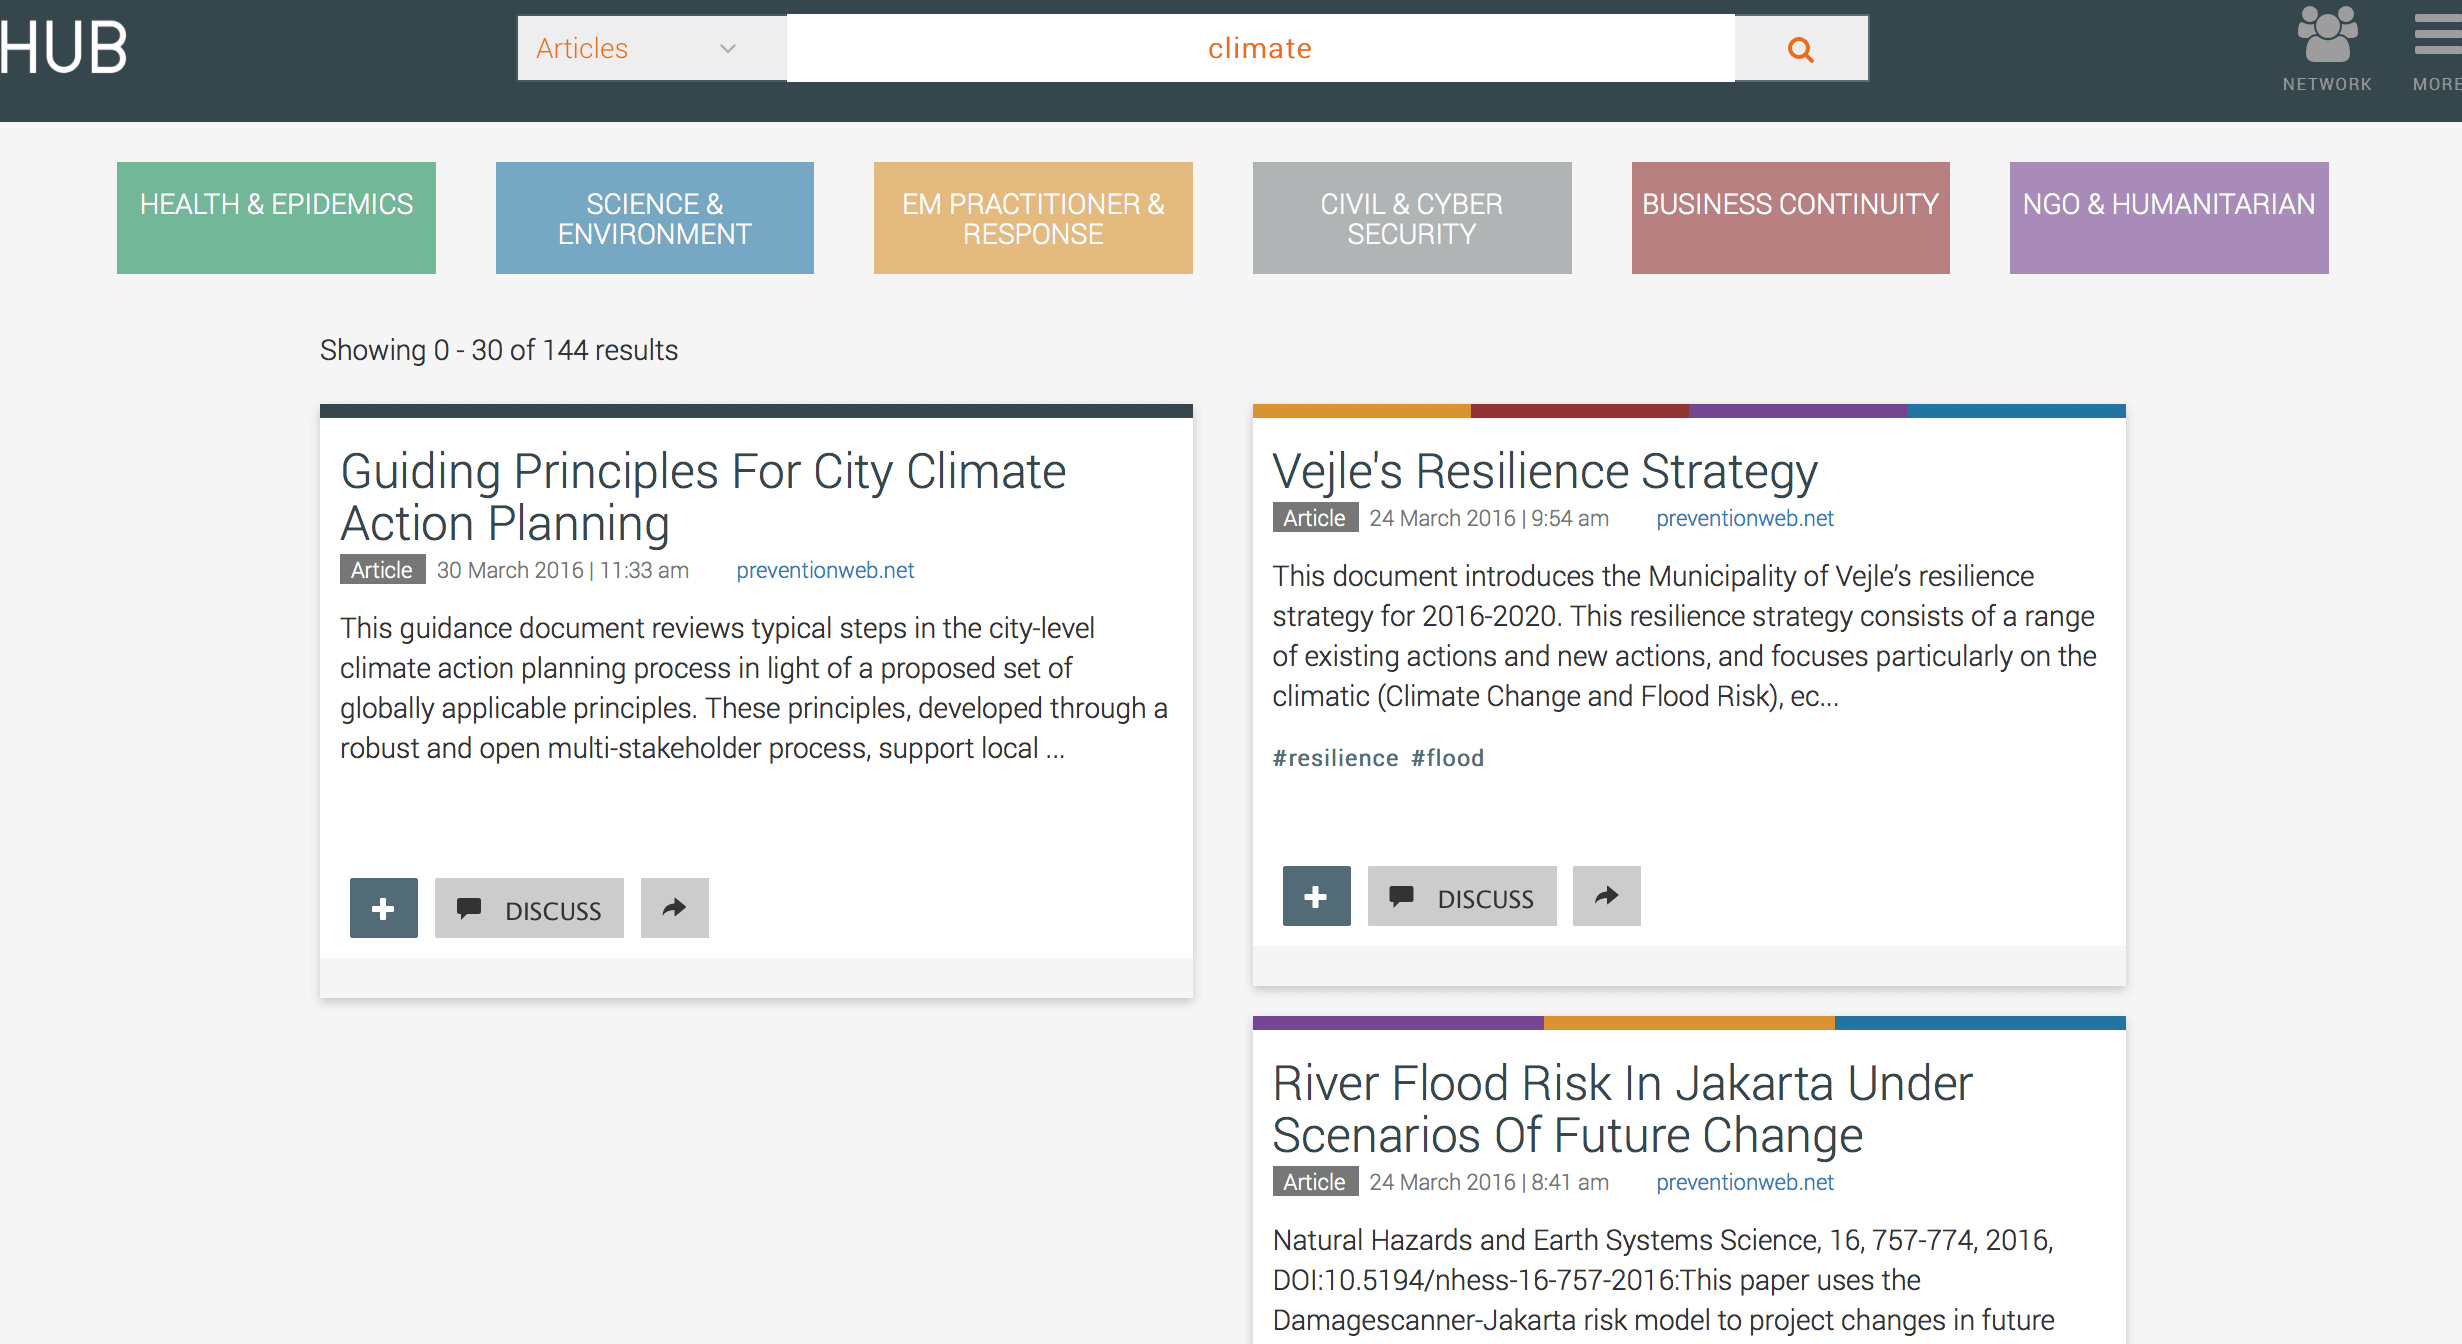 HUB
Articles
climate
NETWORK
MORE
HEALTH & EPIDEMICS
SCIENCE &
ENVIRONMENT
EM PRACTITIONER &
RESPONSE
CIVIL & CYBER
SECURITY
BUSINESS CONTINUITY
NGO & HUMANITARIAN
Showing 0 - 30 of 144 results
Guiding Principles For City Climate
Action Planning
Article 30 March 2016 | 11:33 am preventionweb.net
This guidance document reviews typical steps in the city-level
climate action planning process in light of a proposed set of
globally applicable principles. These principles, developed through a
robust and open multi-stakeholder process, support local ...
DISCUSS
Vejle's Resilience Strategy
Article 24 March 2016 | 9:54 am preventionweb.net
This document introduces the Municipality of Vejle’s resilience
strategy for 2016-2020. This resilience strategy consists of a range
of existing actions and new actions, and focuses particularly on the
climatic (Climate Change and Flood Risk), ec...
#resilience #flood
DISCUSS
River Flood Risk In Jakarta Under
Scenarios Of Future Change
Article 24 March 2016 | 8:41 am preventionweb.net
Natural Hazards and Earth Systems Science, 16, 757-774, 2016,
DOI:10.5194/nhess-16-757-2016:This paper uses the
Damagescanner-Jakarta risk model to project changes in future